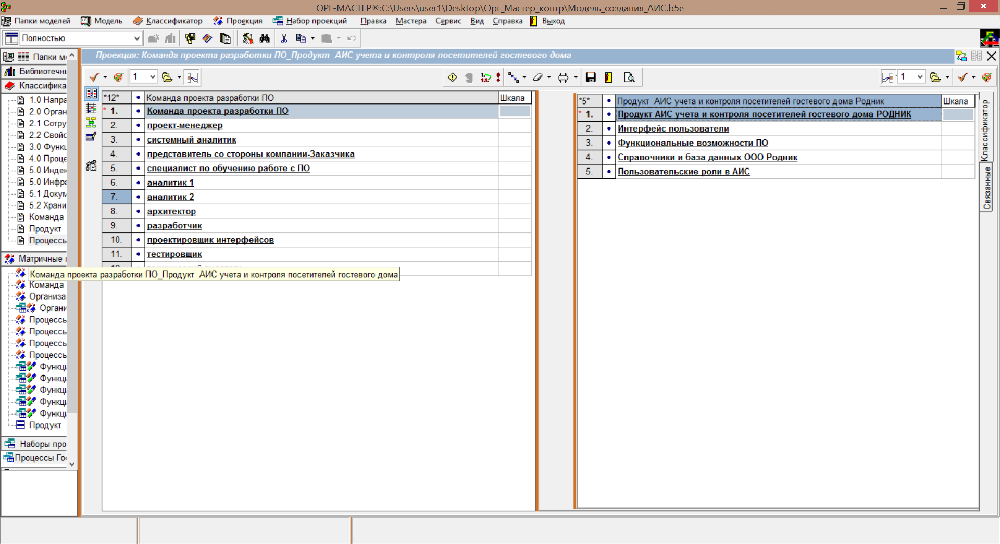 ОРГ-МАСТЕР®:C:\Users\user1\Desktop\Орг_Мастер_контр\Модель_создания_АИС.b5e
Папки моделей Модель Классификатор Проекция Набор проекций Правка Мастера Сервис Вид Справка Выход
Полностью
Папки мо
Библиотечнь
Классифика
1.0 Напра
2.0 Орган
2.1 Сотру
2.2 Свойс
3.0 Функц
4.0 Проце
5.0 Индек
5.0 Инфра
5.1 Докум
5.2 Храни
Команда
Продукт
Процессь
Матричные
Команда
Организа
Органи
Процессь
Процессь
Процессь
Процессь
Функци
Функци
Функци
Функци
Функци
Продукт
Наборы про
Процессы Гос
Проекция: Команда проекта разработки ПО_Продукт АИС учета и контроля посетителей гостевого дома
1
*12* Команда проекта разработки ПО Шкала
* 1. Команда проекта разработки ПО
2. проект-менеджер
3. системный аналитик
4. представитель со стороны компании-Заказчика
5. специалист по обучению работе с ПО
6. аналитик 1
7. аналитик 2
8. архитектор
9. разработчик
10. проектировщик интерфейсов
11. тестировщик
Команда проекта разработки ПО_Продукт АИС учета и контроля посетителей гостевого дома
1
*5* Продукт АИС учета и контроля посетителей гостевого дома Родник Шкала
* 1. Продукт АИС учета и контроля посетителей гостевого дома РОДНИК
2. Интерфейс пользователи
3. Функциональные возможности ПО
4. Справочники и база данных ООО Родник
5. Пользовательские роли в АИС
Классификатор
Связанные